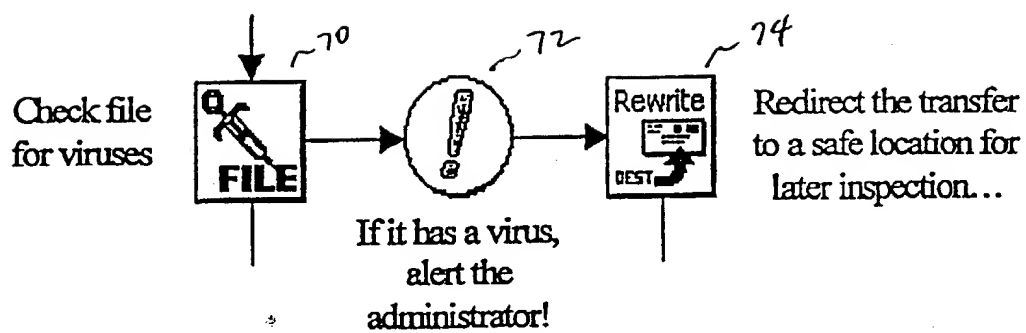 70
72
74
Check file
for viruses
FILE
Rewrite
DEST
Redirect the transfer
to a safe location for
later inspection...
If it has a virus,
alert the
administrator!